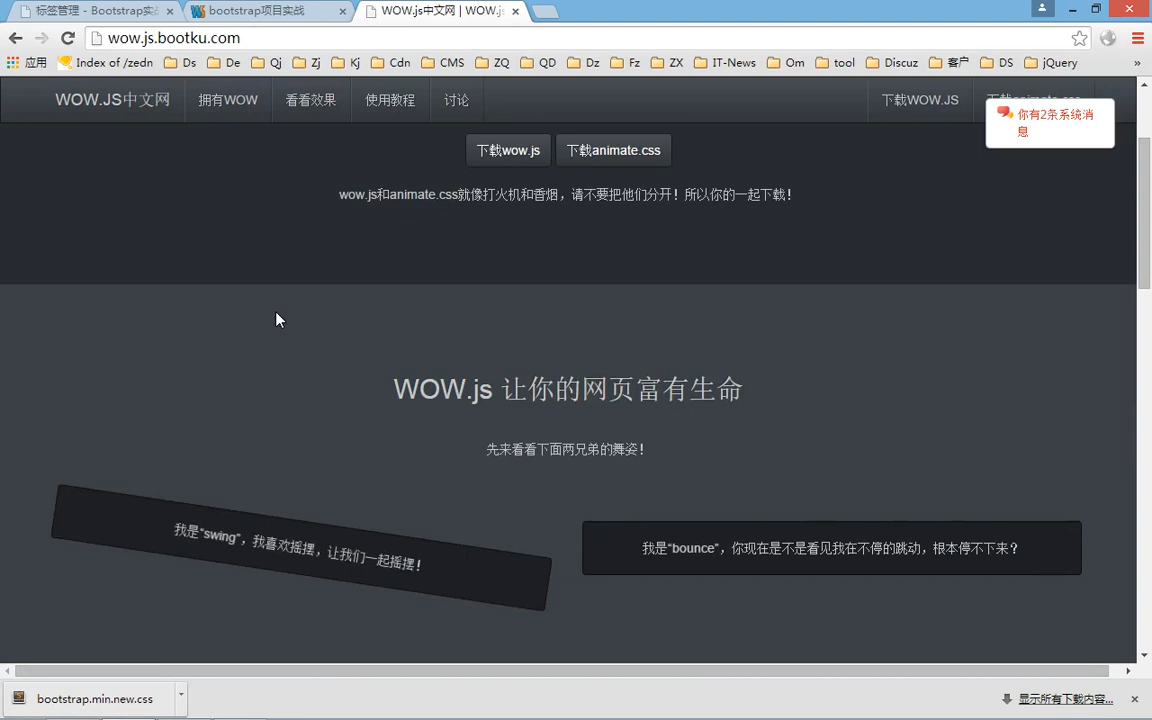 标签管理 - Bootstrap实战
bootstrap项目实战
WOW.js中文网 | WOW.js
wow.js.bootku.com
应用
Index of /zedn
Ds
De
Qj
Zj
Kj
Cdn
CMS
ZQ
QD
Dz
Fz
ZX
IT-News
Om
tool
Discuz
客户
DS
jQuery
»
WOW.JS中文网
拥有WOW
看看效果
使用教程
讨论
下载WOW.JS
下载animate.css
你有2条系统消
息
下载wow.js
下载animate.css
wow.js和animate.css就像打火机和香烟，请不要把他们分开！所以你的一起下载！
WOW.js 让你的网页富有生命
先来看看下面两兄弟的舞姿！
我是“swing”，我喜欢摇摆，让我们一起摇摆！
我是“bounce”，你现在是不是看见我在不停的跳动，根本停不下来？
bootstrap.min.new.css
显示所有下载内容...